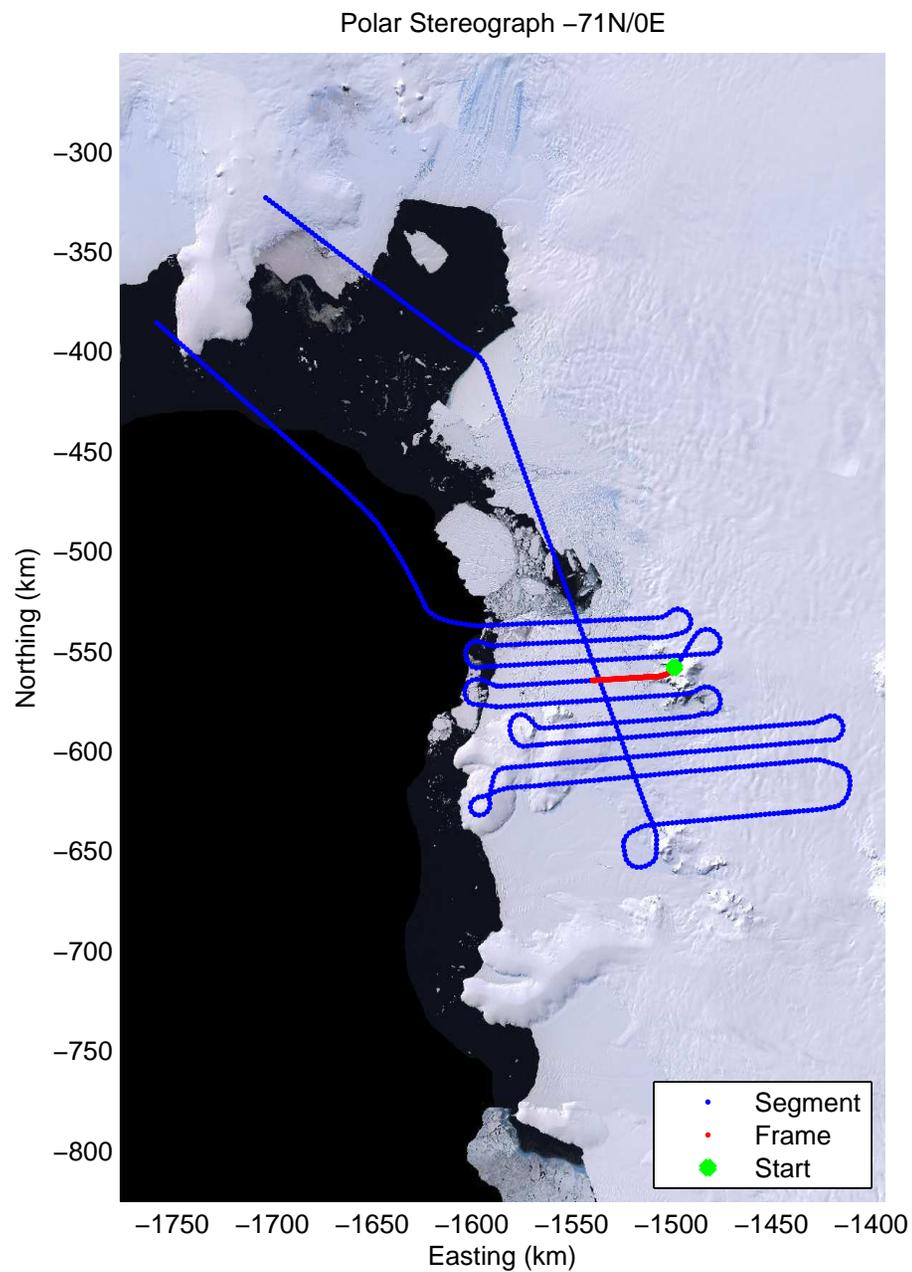 Polar Stereograph −71N/0E
−300
−350
−400
−450
−500
−550
−600
−650
−700
−750
−800
Northing (km)
Segment
Frame
Start
−1750 −1700 −1650 −1600 −1550 −1500 −1450 −1400
Easting (km)